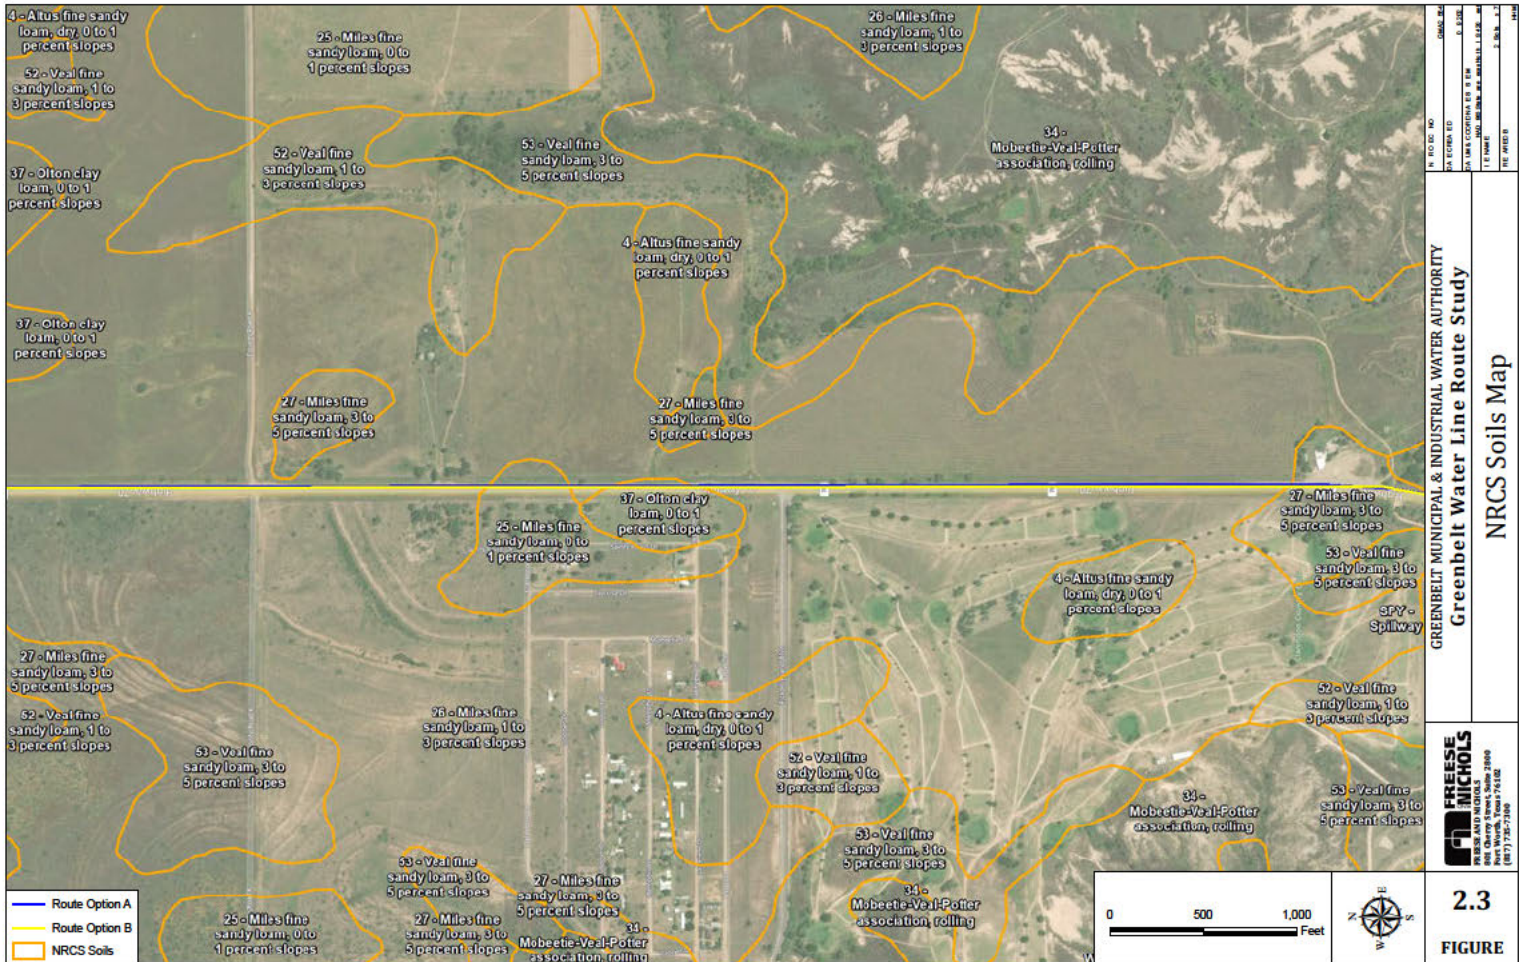 4 - Altus fine sandy
loam, dry, 0 to 1
percent slopes
52 - Veal fine
sandy loam, 1 to
3 percent slopes
25 - Miles fine
sandy loam, 0 to
1 percent slopes
26 - Miles fine
sandy loam, 1 to
3 percent slopes
37 - Olton clay
loam, 0 to 1
percent slopes
52 - Veal fine
sandy loam, 1 to
3 percent slopes
53 - Veal fine
sandy loam, 3 to
5 percent slopes
34 -
Mobeetie-Veal-Potter
association, rolling
4 - Altus fine sandy
loam, dry, 0 to 1
percent slopes
37 - Olton clay
loam, 0 to 1
percent slopes
27 - Miles fine
sandy loam, 3 to
5 percent slopes
27 - Miles fine
sandy loam, 3 to
5 percent slopes
37 - Olton clay
loam, 0 to 1
percent slopes
25 - Miles fine
sandy loam, 0 to
1 percent slopes
27 - Miles fine
sandy loam, 3 to
5 percent slopes
53 - Veal fine
sandy loam, 3 to
5 percent slopes
4 - Altus fine sandy
loam, dry, 0 to 1
percent slopes
SPY -
Spillway
27 - Miles fine
sandy loam, 3 to
5 percent slopes
52 - Veal fine
sandy loam, 1 to
3 percent slopes
53 - Veal fine
sandy loam, 3 to
5 percent slopes
26 - Miles fine
sandy loam, 1 to
3 percent slopes
4 - Altus fine sandy
loam, dry, 0 to 1
percent slopes
52 - Veal fine
sandy loam, 1 to
3 percent slopes
52 - Veal fine
sandy loam, 1 to
3 percent slopes
34 -
Mobeetie-Veal-Potter
association, rolling
53 - Veal fine
sandy loam, 3 to
5 percent slopes
53 - Veal fine
sandy loam, 3 to
5 percent slopes
53 - Veal fine
sandy loam, 3 to
5 percent slopes
27 - Miles fine
sandy loam, 3 to
5 percent slopes
34 -
Mobeetie-Veal-Potter
association, rolling
25 - Miles fine
sandy loam, 0 to
1 percent slopes
27 - Miles fine
sandy loam, 3 to
5 percent slopes
34 -
Mobeetie-Veal-Potter
association, rolling
Route Option A
Route Option B
NRCS Soils
0 500 1,000
Feet
N E S W
GREENBELT MUNICIPAL & INDUSTRIAL WATER AUTHORITY
Greenbelt Water Line Route Study
NRCS Soils Map
FREESE
NICHOLS
FREESE AND NICHOLS
801 Cherry Street, Suite 2800
Fort Worth, Texas 76102
(817) 735-7300
2.3
FIGURE